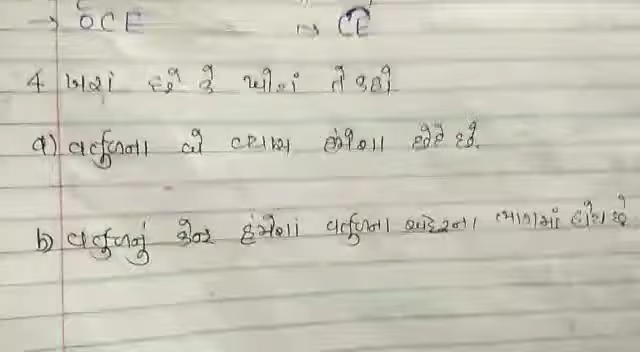 → OCE → CE
4 ખરાં છે કે ખોટાં તે કહો
a) વર્તુળના બે વ્યાસ હંમેશા છેદે છે.
b) વર્તુળનું કેન્દ્ર હંમેશાં વર્તુળના અંદરના ભાગમાં હોય છે